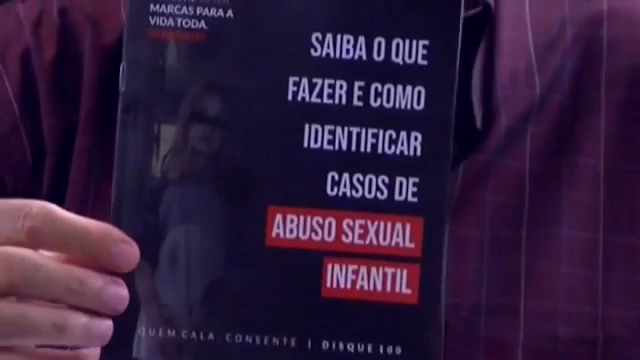 MARCAS PARA A
VIDA TODA.
SAIBA O QUE
FAZER E COMO
IDENTIFICAR
CASOS DE
ABUSO SEXUAL
INFANTIL
QUEM CALA, CONSENTE | DISQUE 100